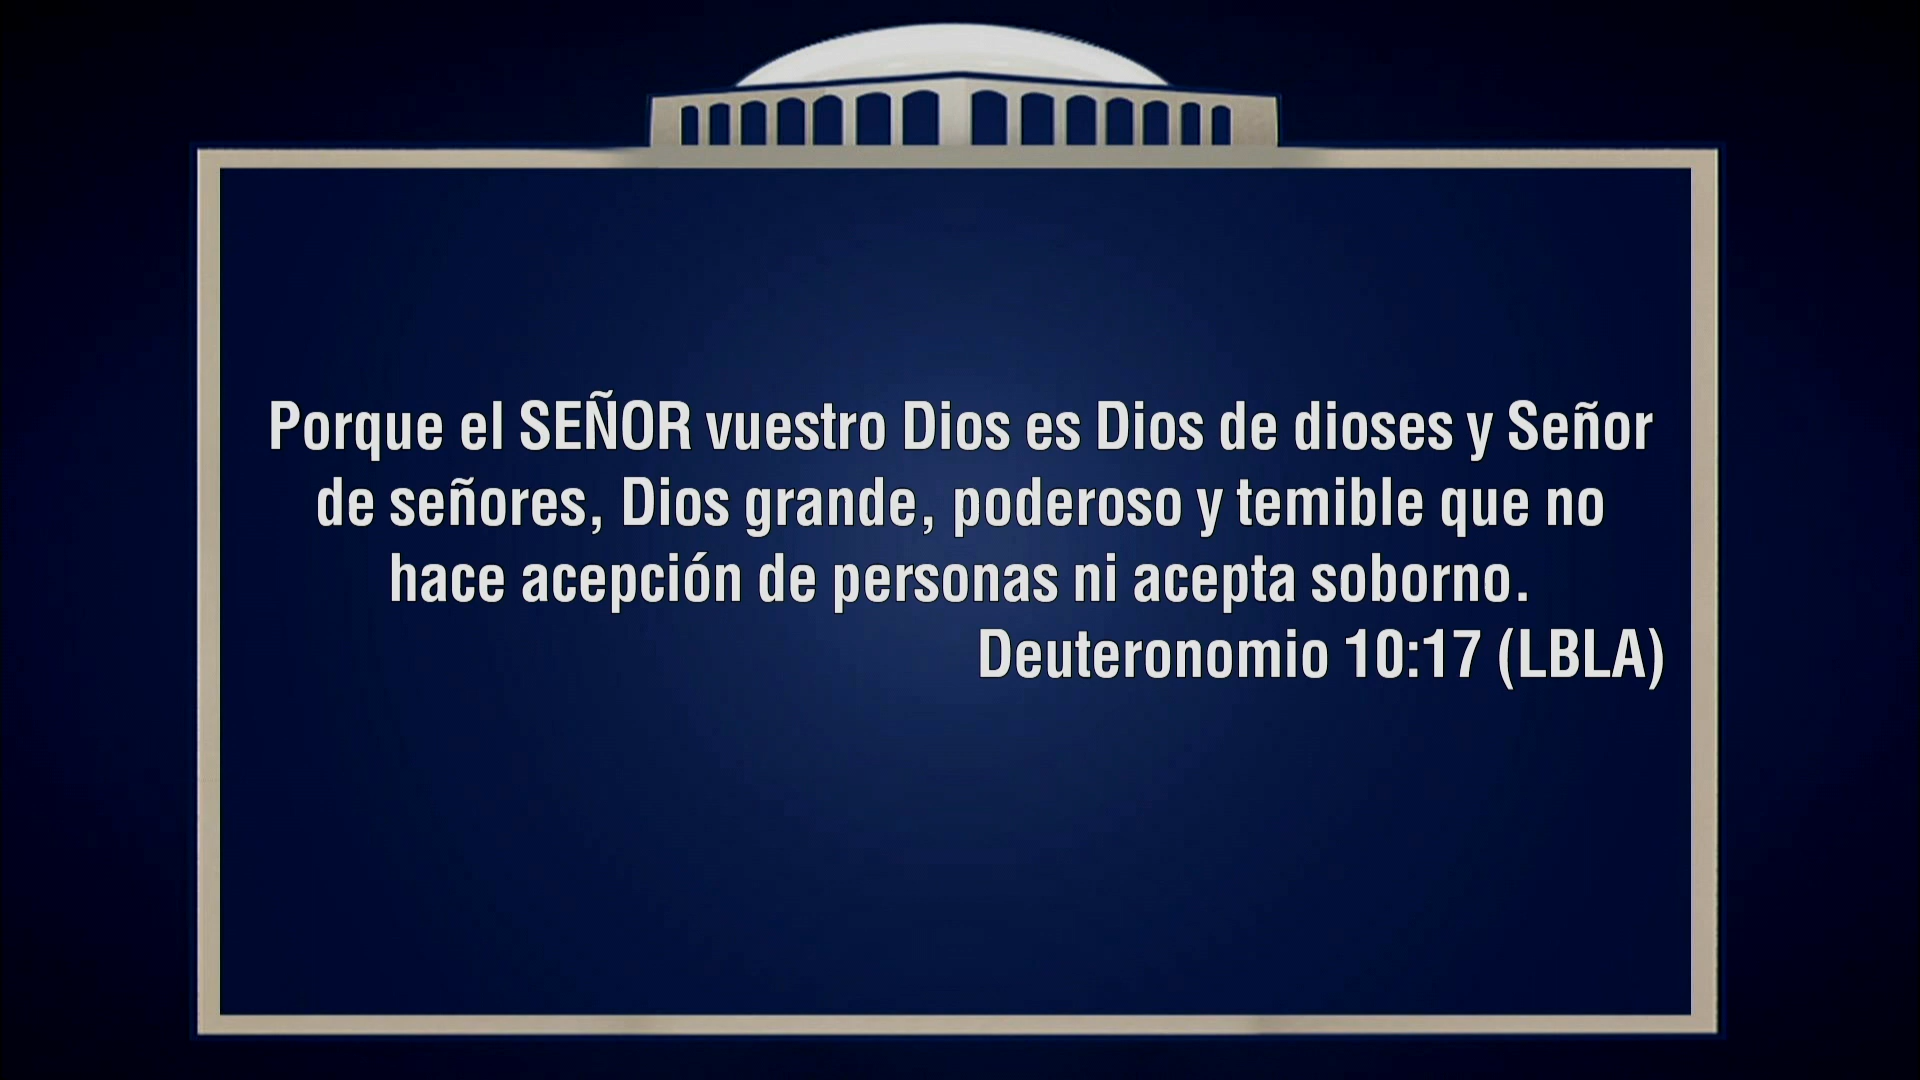 Porque el SEÑOR vuestro Dios es Dios de dioses y Señor
de señores, Dios grande, poderoso y temible que no
hace acepción de personas ni acepta soborno.
Deuteronomio 10:17 (LBLA)